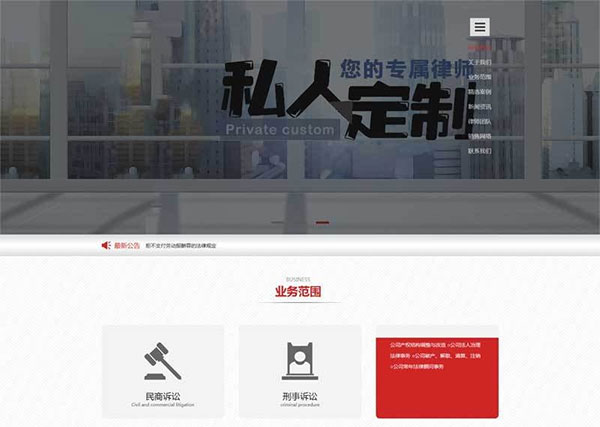 关于我们
业务范围
精选案例
新闻资讯
律师团队
销售网络
联系我们
您的专属律师
私人定制
Private custom
最新公告
拒不支付劳动报酬罪的法律规定
BUSINESS
业务范围
民商诉讼
Civil and commercial litigation
刑事诉讼
criminal procedure
公司产权结构调整与改造 o公司法人治理
法律事务 o公司破产、解散、清算、注销
o公司常年法律顾问事务